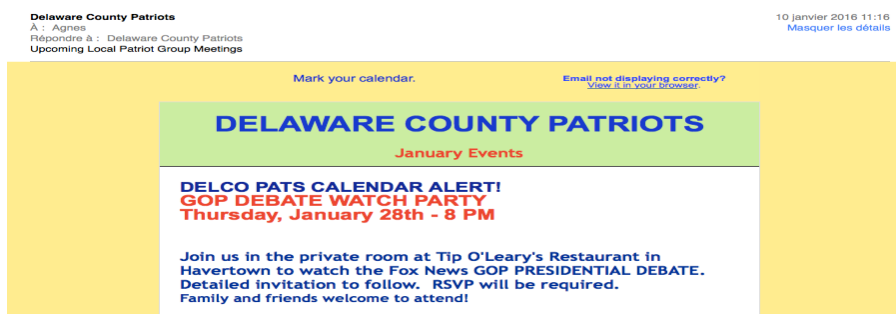 Delaware County Patriots
10 janvier 2016 11:16
À : Agnes
Masquer les détails
Répondre à : Delaware County Patriots
Upcoming Local Patriot Group Meetings
Mark your calendar.
Email not displaying correctly?
View it in your browser.
DELAWARE COUNTY PATRIOTS
January Events
DELCO PATS CALENDAR ALERT!
GOP DEBATE WATCH PARTY
Thursday, January 28th - 8 PM
Join us in the private room at Tip O'Leary's Restaurant in
Havertown to watch the Fox News GOP PRESIDENTIAL DEBATE.
Detailed invitation to follow.  RSVP will be required.
Family and friends welcome to attend!